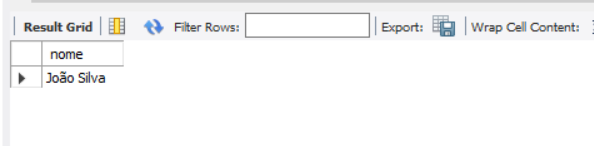 Result Grid Filter Rows: Export: Wrap Cell Content:
nome
João Silva